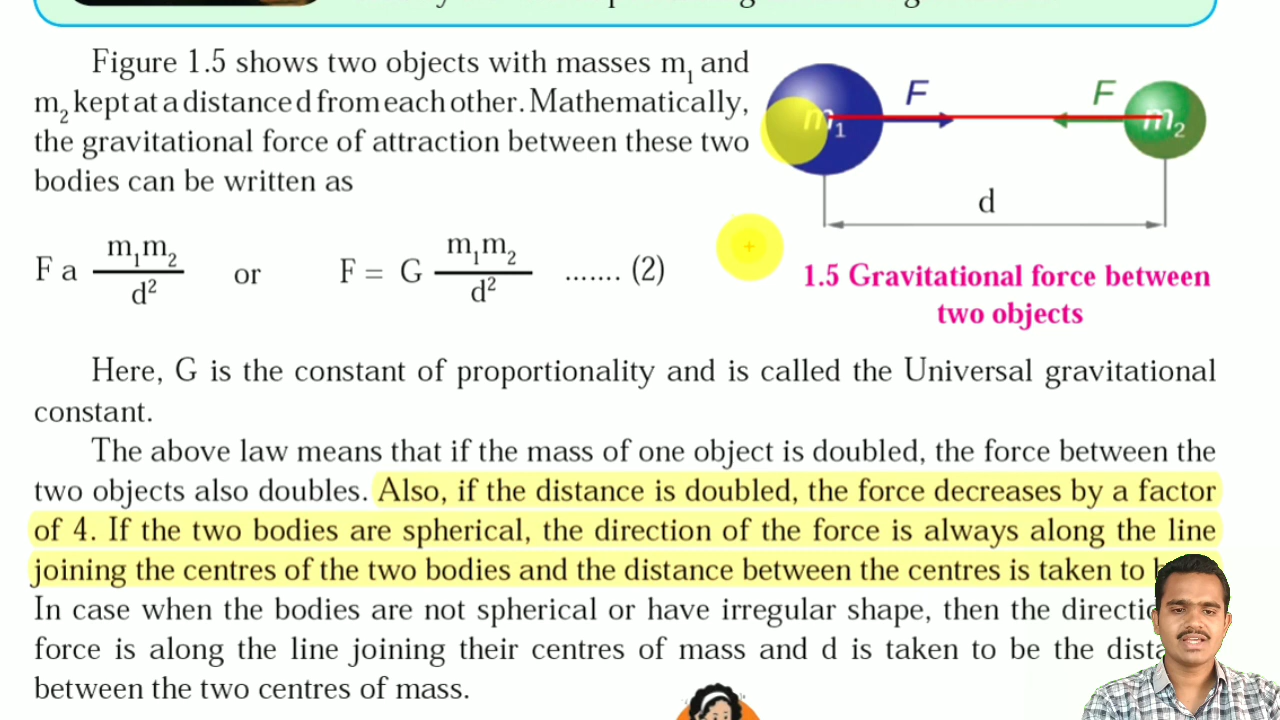 Figure 1.5 shows two objects with masses m₁ and
m₂ kept at a distance d from each other. Mathematically,
the gravitational force of attraction between these two
bodies can be written as
F a m₁m₂ / d² or F = G m₁m₂ / d² ....... (2)
F F
m₁ m₂
d
1.5 Gravitational force between
two objects
Here, G is the constant of proportionality and is called the Universal gravitational
constant.
The above law means that if the mass of one object is doubled, the force between the
two objects also doubles. Also, if the distance is doubled, the force decreases by a factor
of 4. If the two bodies are spherical, the direction of the force is always along the line
joining the centres of the two bodies and the distance between the centres is taken to
In case when the bodies are not spherical or have irregular shape, then the
force is along the line joining their centres of mass and d is taken to be the
between the two centres of mass.